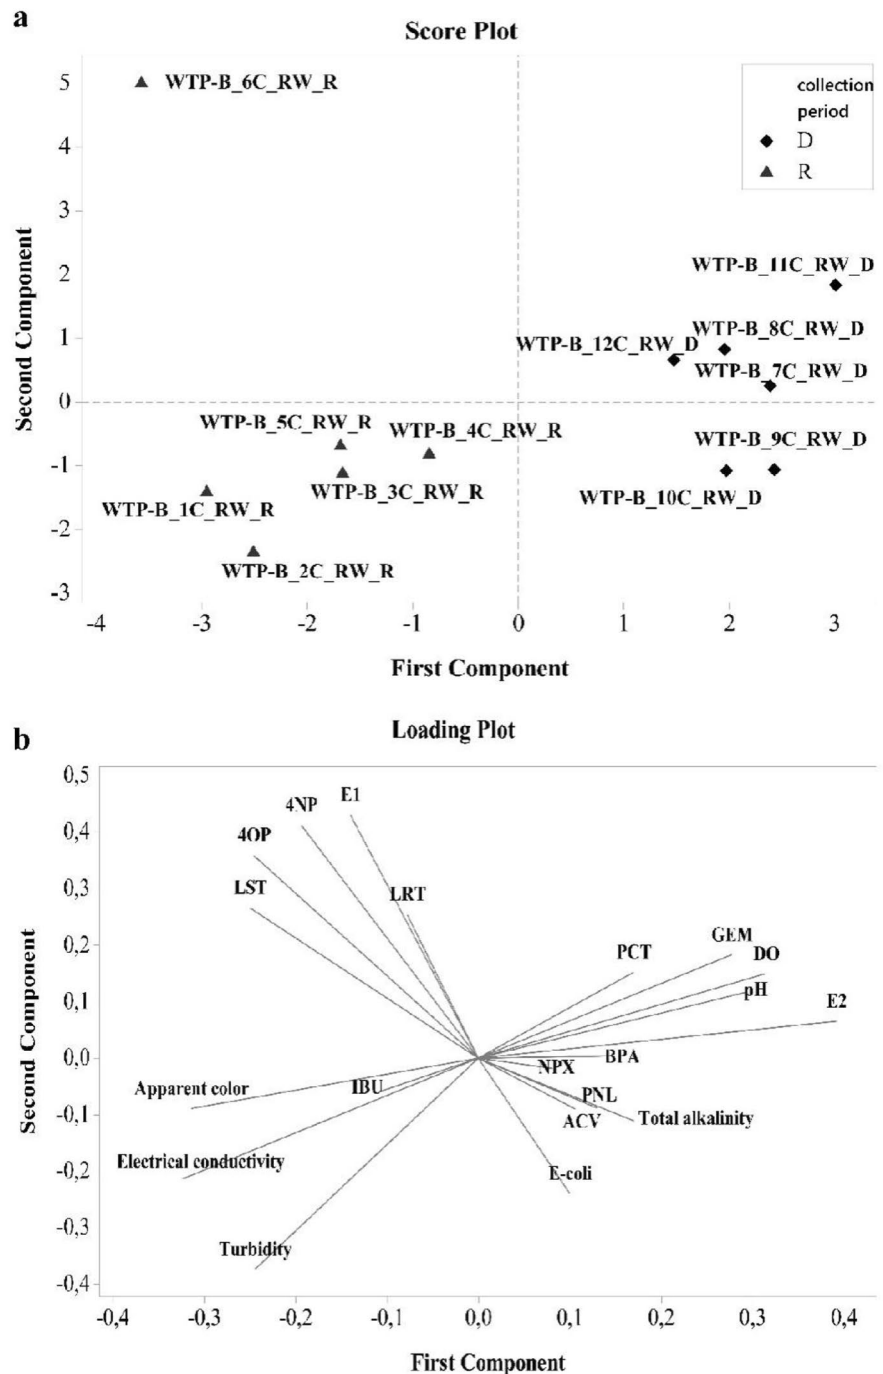 a
Score Plot
5
4
3
2
1
0
-1
-2
-3
Second Component
WTP-B_6C_RW_R
collection
period
D
R
WTP-B_11C_RW_D
WTP-B_8C_RW_D
WTP-B_12C_RW_D
WTP-B_7C_RW_D
WTP-B_5C_RW_R
WTP-B_4C_RW_R
WTP-B_9C_RW_D
WTP-B_3C_RW_R
WTP-B_10C_RW_D
WTP-B_1C_RW_R
WTP-B_2C_RW_R
-4 -3 -2 -1 0 1 2 3
First Component
b
Loading Plot
0,5
0,4
0,3
0,2
0,1
0,0
-0,1
-0,2
-0,3
-0,4
Second Component
E1
4NP
4OP
LST
LRT
PCT
GEM
DO
pH
E2
BPA
NPX
Apparent color
IBU
PNL
ACV
Total alkalinity
Electrical conductivity
E-coli
Turbidity
-0,4 -0,3 -0,2 -0,1 0,0 0,1 0,2 0,3 0,4
First Component